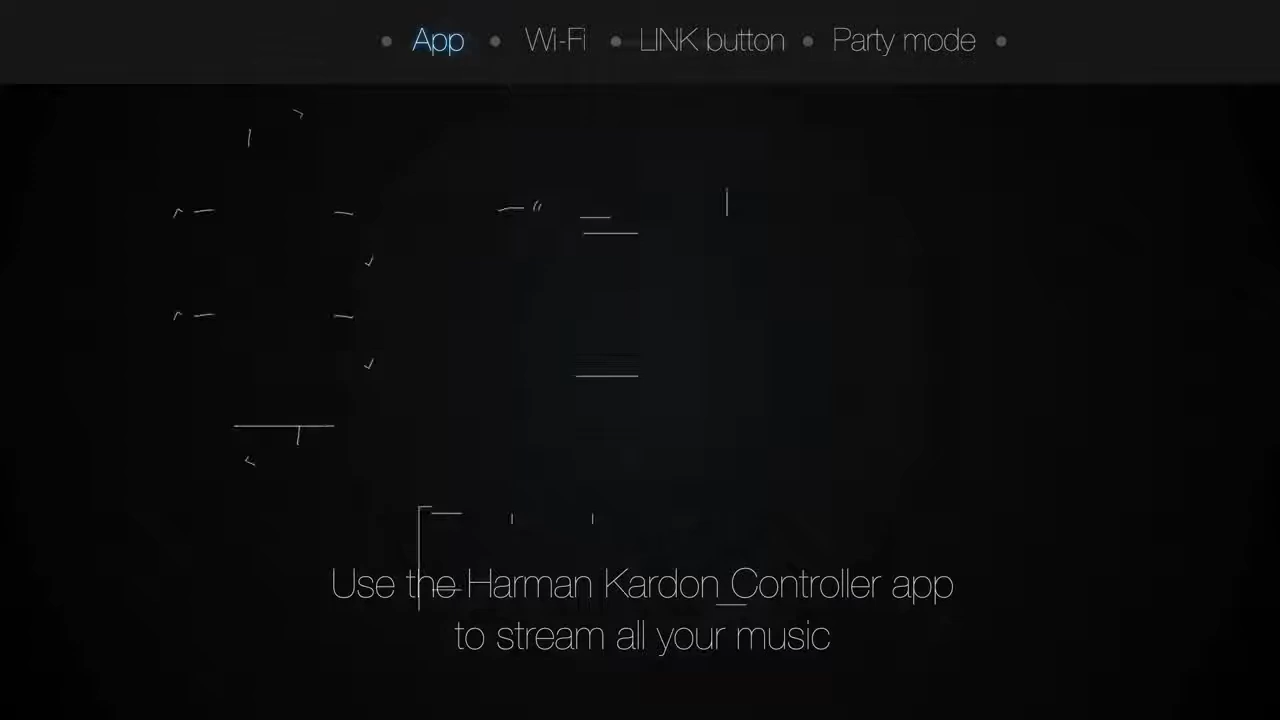 App
Wi-Fi
LINK button
Party mode
Use the Harman Kardon Controller app
to stream all your music